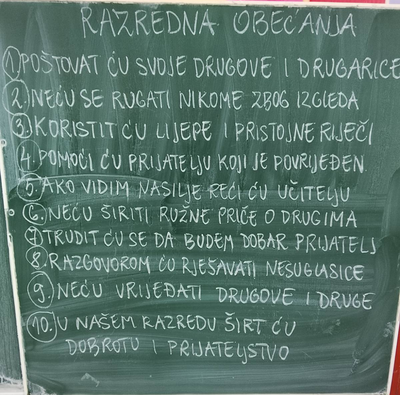 RAZREDNA OBEĆANJA
1. POŠTOVAT ĆU SVOJE DRUGOVE I DRUGARICE
2. NEĆU SE RUGATI NIKOME ZBOG IZGLEDA
3. KORISTIT ĆU LIJEPE I PRISTOJNE RIJEČI
4. POMOĆI ĆU PRIJATELJU KOJI JE POVRIJEĐEN
5. AKO VIDIM NASILJE REĆI ĆU UČITELJU
6. NEĆU ŠIRITI RUŽNE PRIČE O DRUGIMA
7. TRUDIT ĆU SE DA BUDEM DOBAR PRIJATELJ
8. RAZGOVOROM ĆU RJEŠAVATI NESUGLASICE
9. NEĆU VRIJEĐATI DRUGOVE I DRUGE
10. U NAŠEM RAZREDU ŠIRT ĆU
DOBROTU I PRIJATELJSTVO